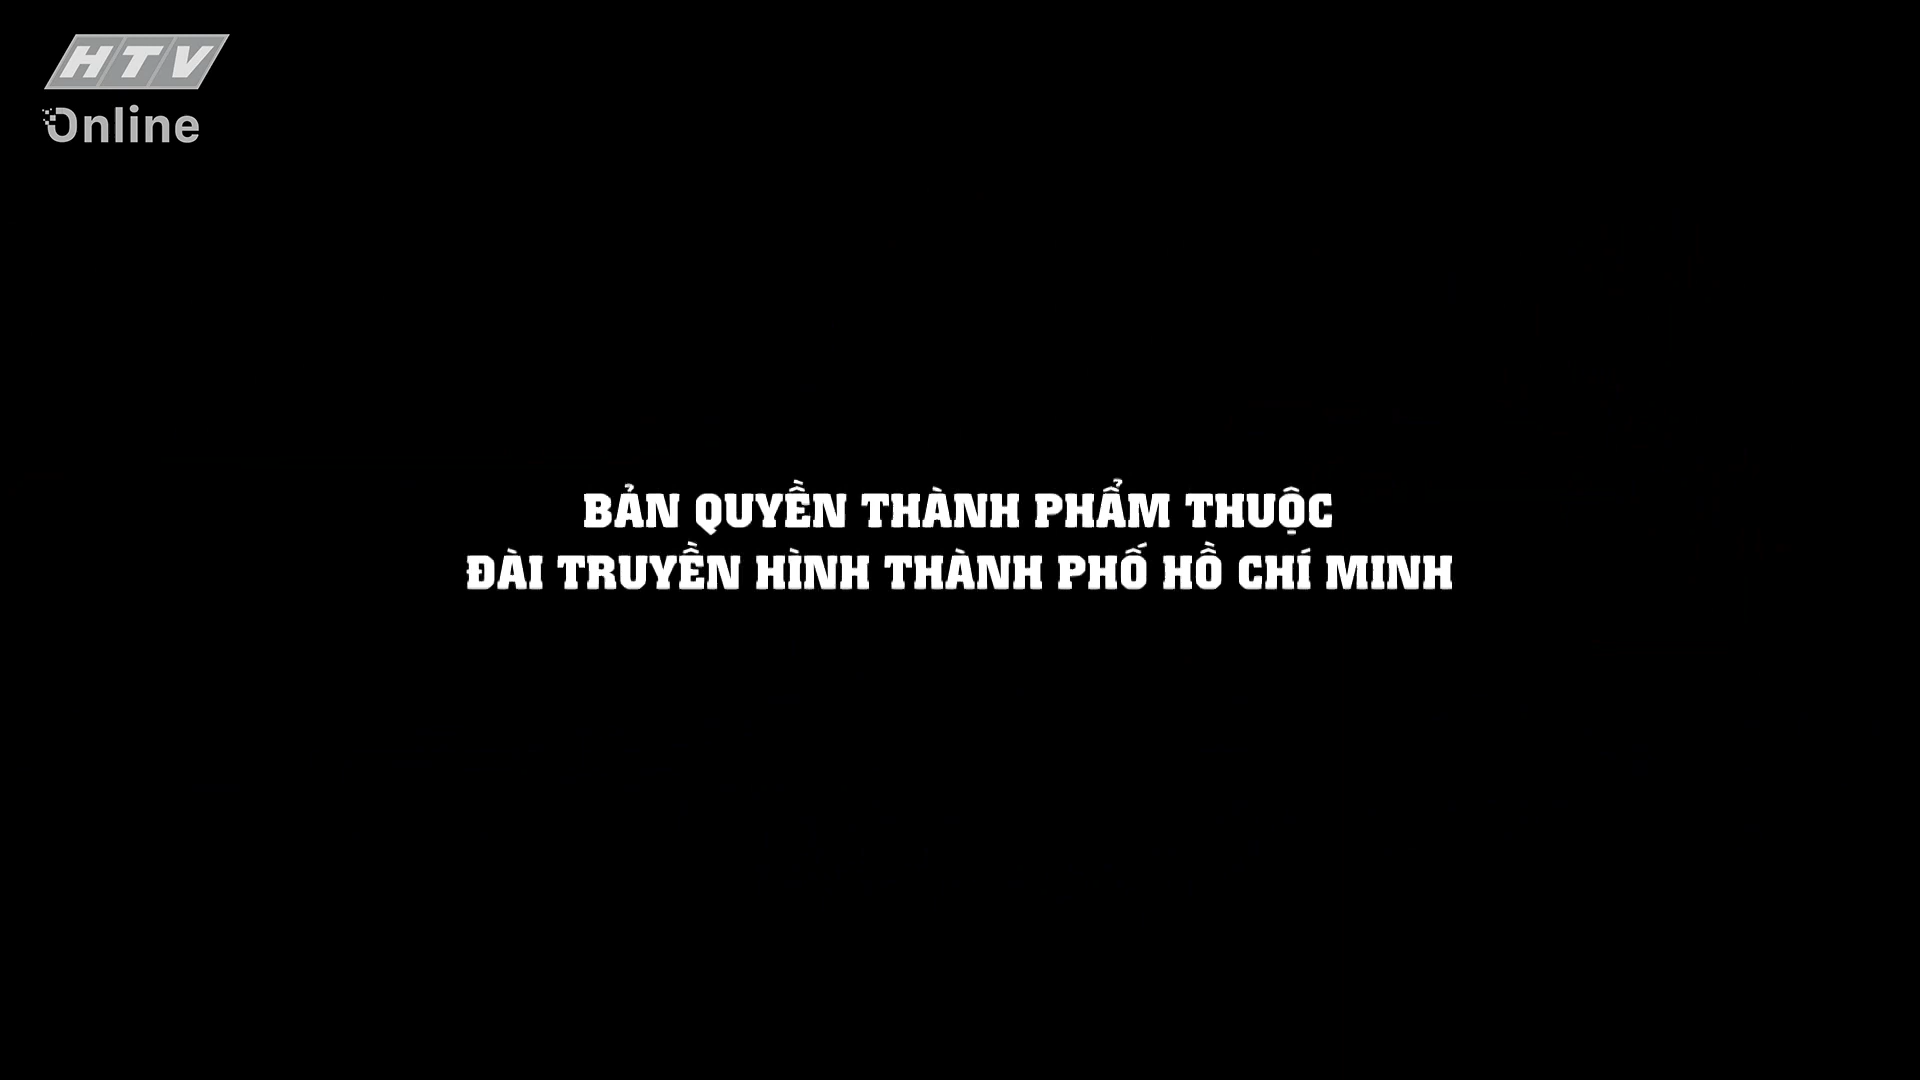 HTV
Online
BẢN QUYỀN THÀNH PHẨM THUỘC
ĐÀI TRUYỀN HÌNH THÀNH PHỐ HỒ CHÍ MINH